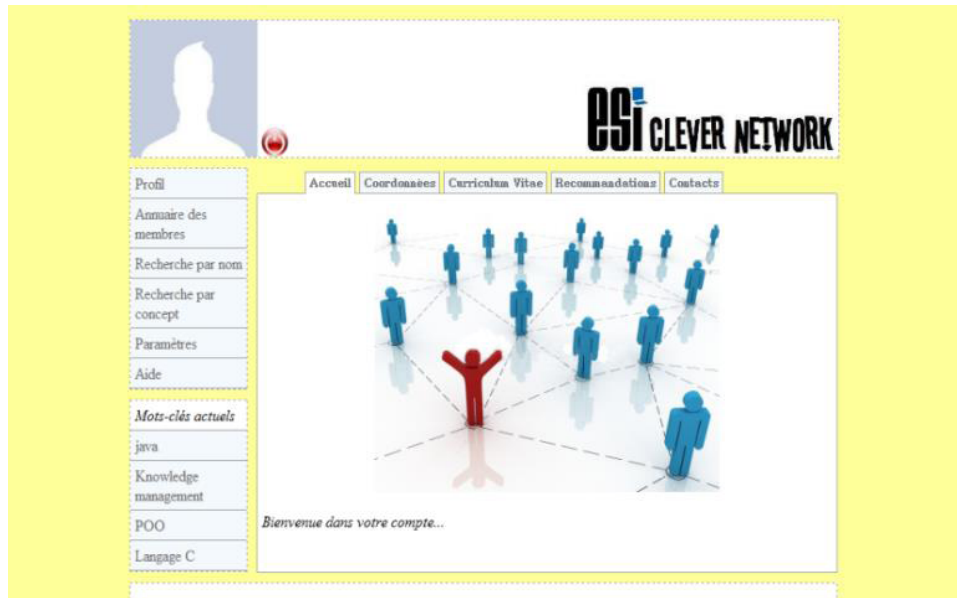 esi CLEVER NETWORK
Accueil Coordonnées Curriculum Vitae Recommandations Contacts
Profil
Annuaire des
membres
Recherche par nom
Recherche par
concept
Paramètres
Aide
Mots-clés actuels
java
Knowledge
management
POO
Langage C
Bienvenue dans votre compte...